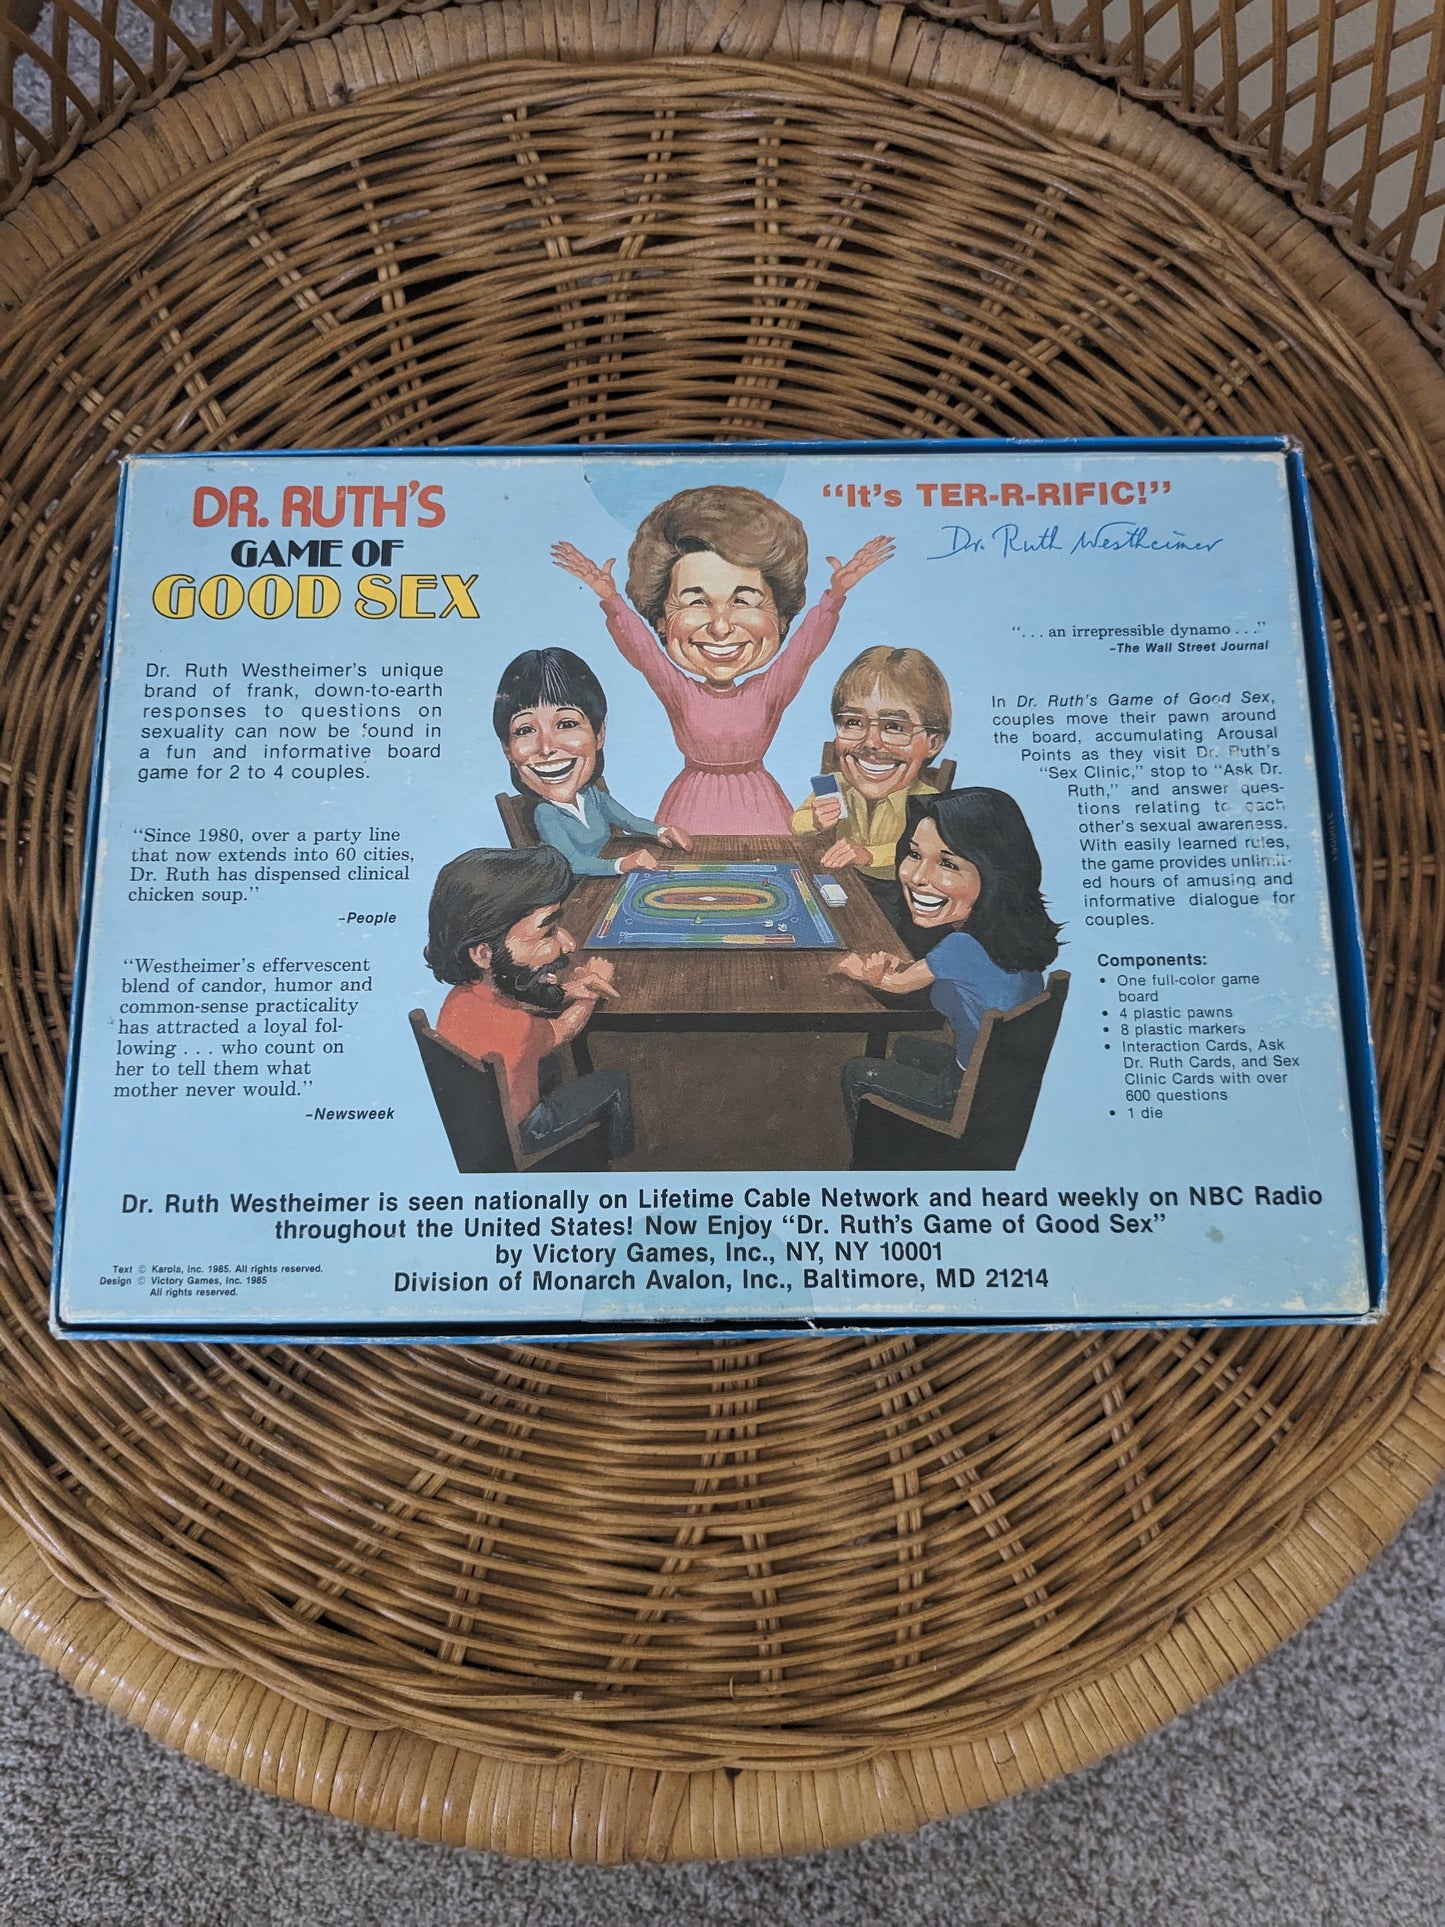 DR. RUTH'S
GAME OF
GOOD SEX
Dr. Ruth Westheimer's unique
brand of frank, down-to-earth
responses to questions on
sexuality can now be found in
a fun and informative board
game for 2 to 4 couples.
“Since 1980, over a party line
that now extends into 60 cities,
Dr. Ruth has dispensed clinical
chicken soup.”
–People
“Westheimer's effervescent
blend of candor, humor and
common-sense practicality
has attracted a loyal fol-
lowing . . . who count on
her to tell them what
mother never would.”
–Newsweek
“It's TER-R-RIFIC!”
Dr. Ruth Westheimer
“. . . an irrepressible dynamo . . .”
–The Wall Street Journal
In Dr. Ruth's Game of Good Sex,
couples move their pawn around
the board, accumulating Arousal
Points as they visit Dr. Ruth's
“Sex Clinic,” stop to “Ask Dr.
Ruth,” and answer ques-
tions relating to each
other's sexual awareness.
With easily learned rules,
the game provides unlimit-
ed hours of amusing and
informative dialogue for
couples.
Components:
• One full-color game
board
• 4 plastic pawns
• 8 plastic markers
• Interaction Cards, Ask
Dr. Ruth Cards, and Sex
Clinic Cards with over
600 questions
• 1 die
Dr. Ruth Westheimer is seen nationally on Lifetime Cable Network and heard weekly on NBC Radio
throughout the United States! Now Enjoy “Dr. Ruth's Game of Good Sex”
by Victory Games, Inc., NY, NY 10001
Division of Monarch Avalon, Inc., Baltimore, MD 21214
Text © Karola, Inc. 1985. All rights reserved.
Design © Victory Games, Inc. 1985
All rights reserved.